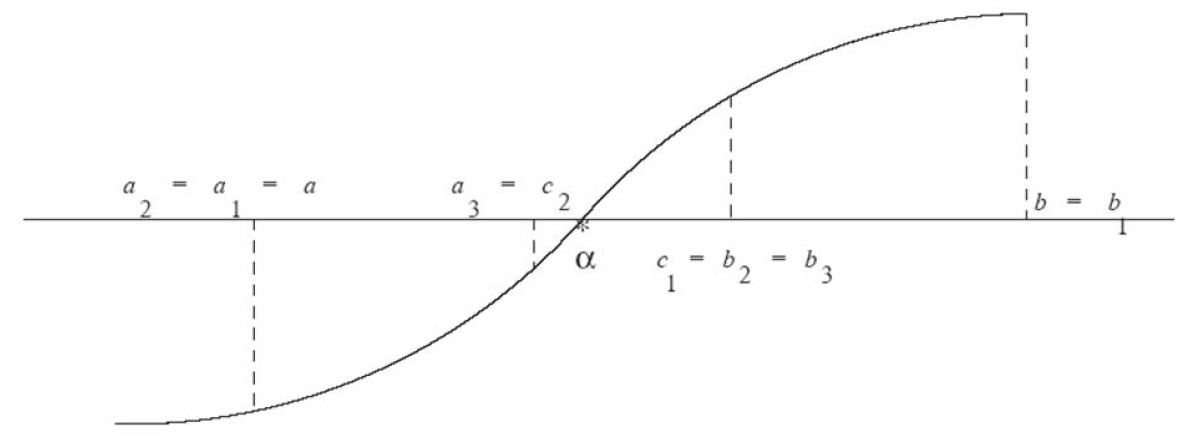 a₂ = a₁ = a
a₃ = c₂
b = b₁
*
α
c₁ = b₂ = b₃